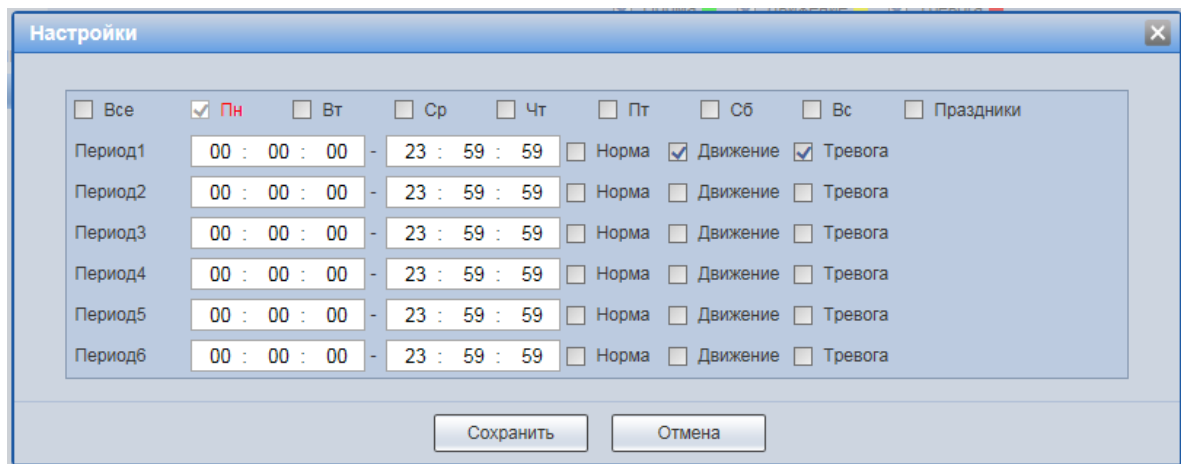 Норма Движение Тревога
Настройки
Все Пн Вт Ср Чт Пт Сб Вс Праздники
Период1 00 : 00 : 00 - 23 : 59 : 59 Норма Движение Тревога
Период2 00 : 00 : 00 - 23 : 59 : 59 Норма Движение Тревога
Период3 00 : 00 : 00 - 23 : 59 : 59 Норма Движение Тревога
Период4 00 : 00 : 00 - 23 : 59 : 59 Норма Движение Тревога
Период5 00 : 00 : 00 - 23 : 59 : 59 Норма Движение Тревога
Период6 00 : 00 : 00 - 23 : 59 : 59 Норма Движение Тревога
Сохранить Отмена